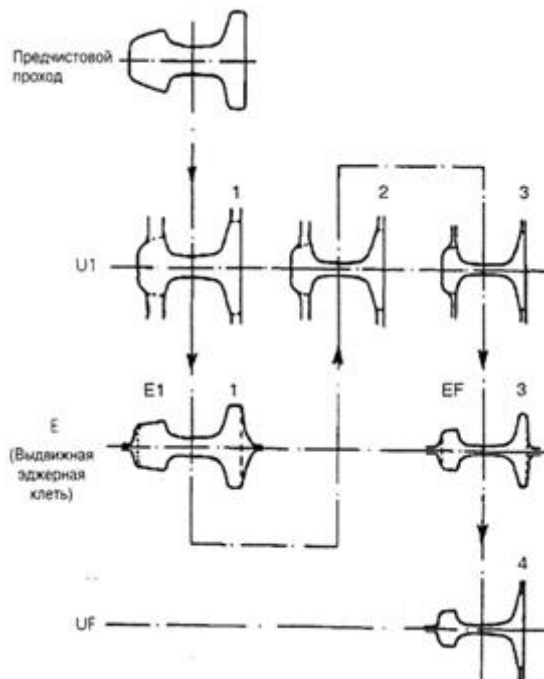 Предчистовой
проход
1
2
3
U1
E1
1
EF
3
E
(Выдвижная
эджерная
клеть)
4
UF